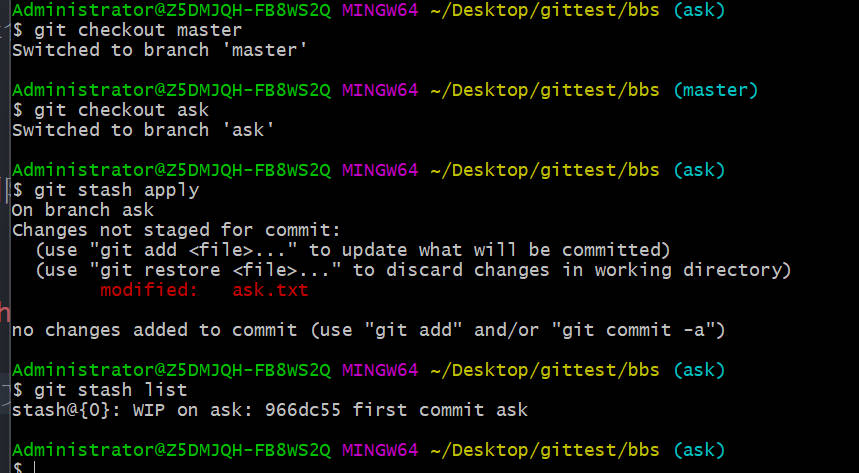 Administrator@Z5DMJQH-FB8WS2Q MINGW64 ~/Desktop/gittest/bbs (ask)
$ git checkout master
Switched to branch 'master'
Administrator@Z5DMJQH-FB8WS2Q MINGW64 ~/Desktop/gittest/bbs (master)
$ git checkout ask
Switched to branch 'ask'
Administrator@Z5DMJQH-FB8WS2Q MINGW64 ~/Desktop/gittest/bbs (ask)
$ git stash apply
On branch ask
Changes not staged for commit:
  (use "git add <file>..." to update what will be committed)
  (use "git restore <file>..." to discard changes in working directory)
        modified:   ask.txt
no changes added to commit (use "git add" and/or "git commit -a")
Administrator@Z5DMJQH-FB8WS2Q MINGW64 ~/Desktop/gittest/bbs (ask)
$ git stash list
stash@{0}: WIP on ask: 966dc55 first commit ask
Administrator@Z5DMJQH-FB8WS2Q MINGW64 ~/Desktop/gittest/bbs (ask)
$